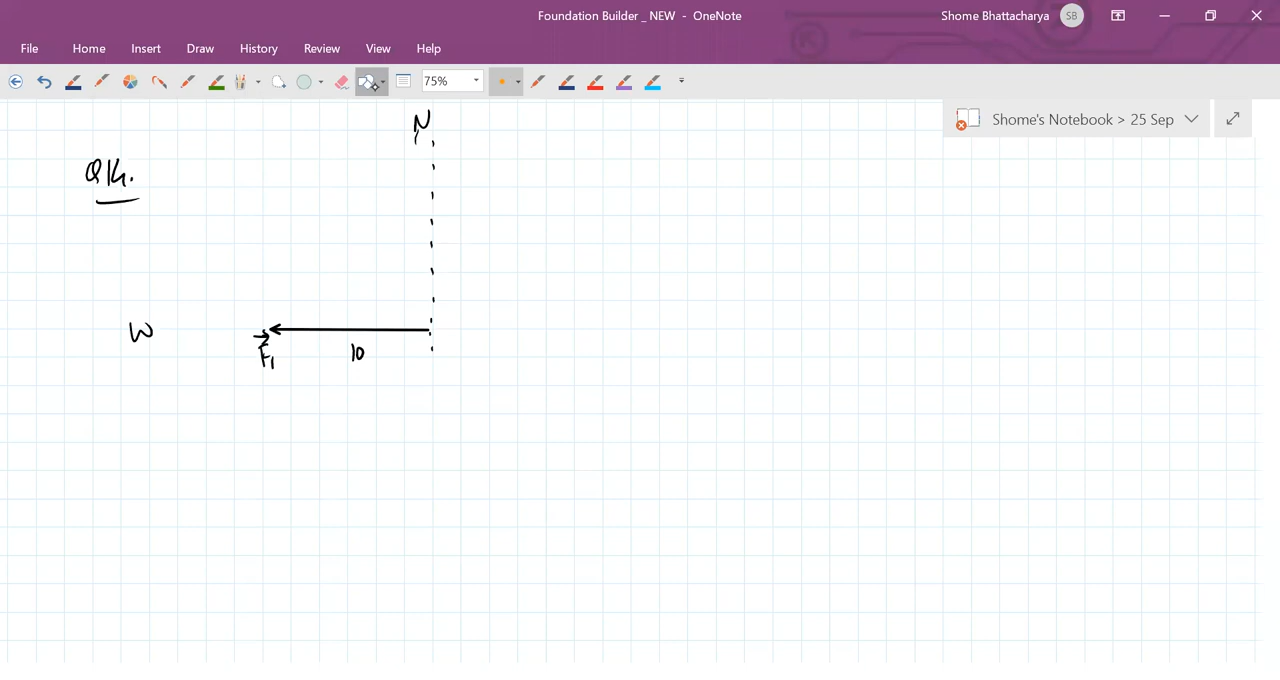 Foundation Builder _ NEW - OneNote
Shome Bhattacharya SB
File Home Insert Draw History Review View Help
75%
Shome's Notebook > 25 Sep
N
Q14.
W
F1
10